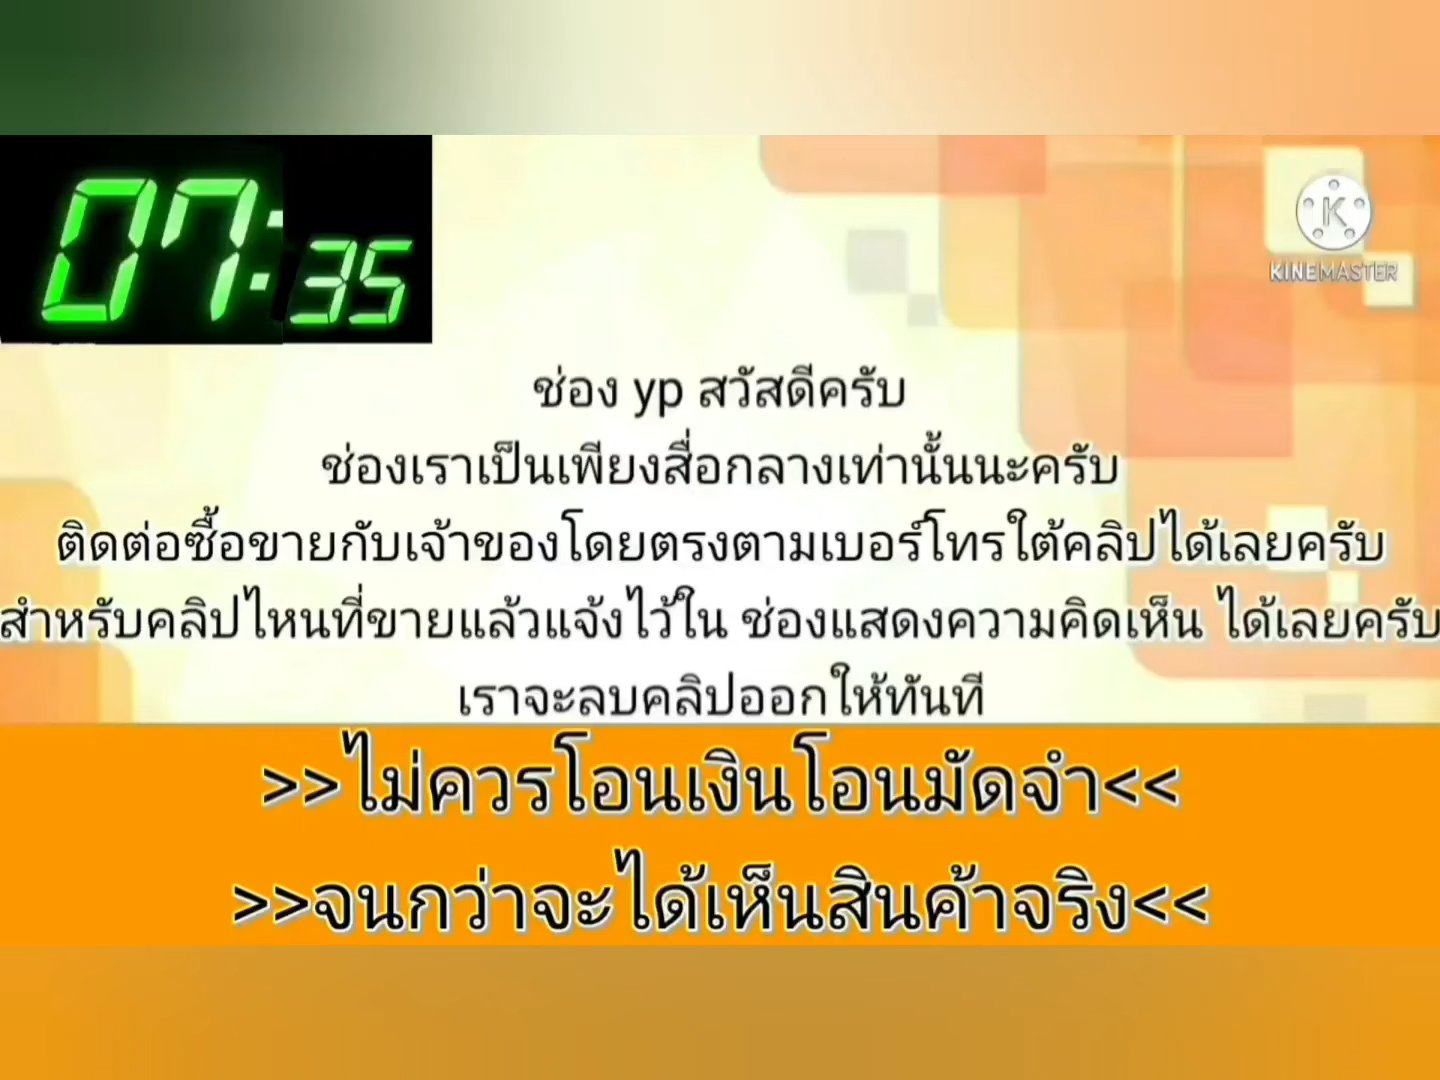 07:35
KINEMASTER
ช่อง yp สวัสดีครับ
ช่องเราเป็นเพียงสื่อกลางเท่านั้นนะครับ
ติดต่อซื้อขายกับเจ้าของโดยตรงตามเบอร์โทรใต้คลิปได้เลยครับ
สำหรับคลิปไหนที่ขายแล้วแจ้งไว้ใน ช่องแสดงความคิดเห็น ได้เลยครับ
เราจะลบคลิปออกให้ทันที
>>ไม่ควรโอนเงินโอนมัดจำ<<
>>จนกว่าจะได้เห็นสินค้าจริง<<